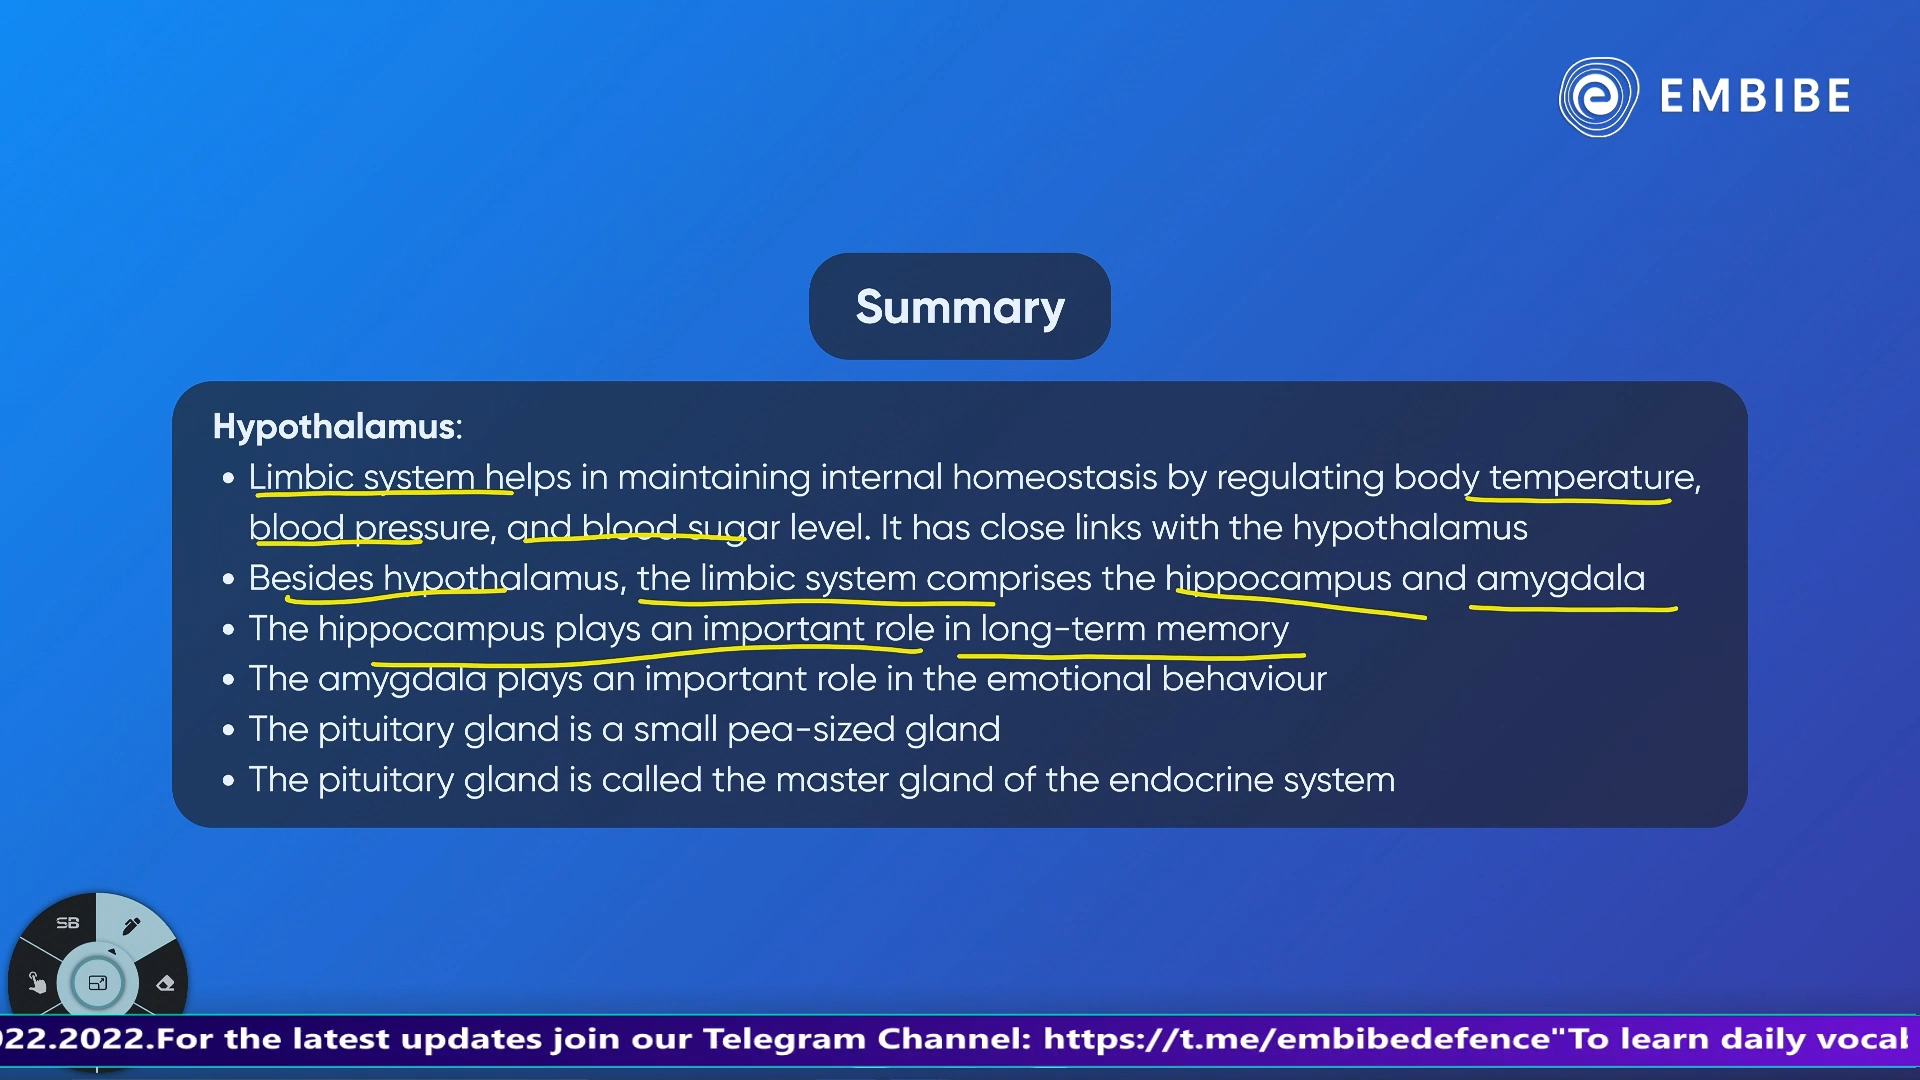 EMBIBE
Summary
Hypothalamus:
• Limbic system helps in maintaining internal homeostasis by regulating body temperature,
blood pressure, and blood sugar level. It has close links with the hypothalamus
• Besides hypothalamus, the limbic system comprises the hippocampus and amygdala
• The hippocampus plays an important role in long-term memory
• The amygdala plays an important role in the emotional behaviour
• The pituitary gland is a small pea-sized gland
• The pituitary gland is called the master gland of the endocrine system
SB
022.2022.For the latest updates join our Telegram Channel: https://t.me/embibedefence"To learn daily vocab